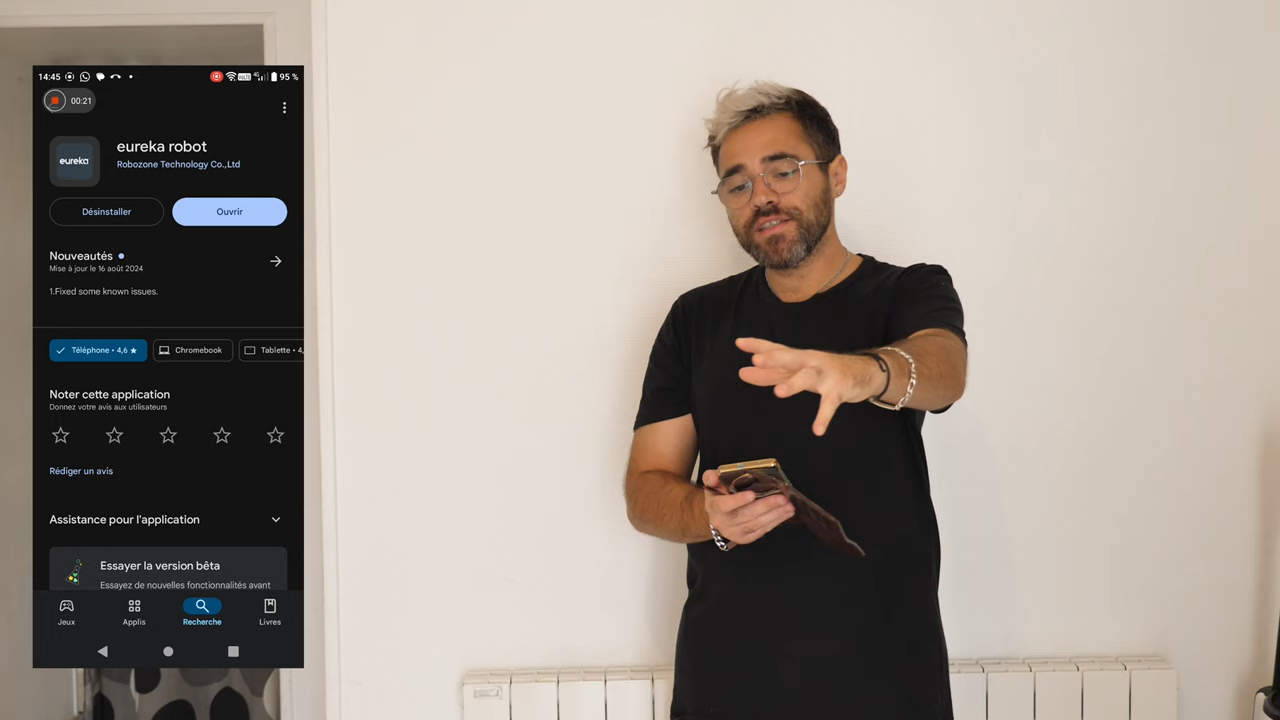 14:45
95 %
00:21
eureka
eureka robot
Robozone Technology Co.,Ltd
Désinstaller
Ouvrir
Nouveautés
Mise à jour le 16 août 2024
1.Fixed some known issues.
Téléphone • 4,6 ★
Chromebook
Tablette • 4,
Noter cette application
Donnez votre avis aux utilisateurs
Rédiger un avis
Assistance pour l'application
Essayer la version bêta
Essayez de nouvelles fonctionnalités avant
Jeux
Applis
Recherche
Livres